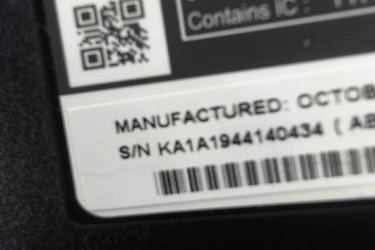 Contains IC :
MANUFACTURED: OCTOB
S/N KA1A1944140434 ( AB